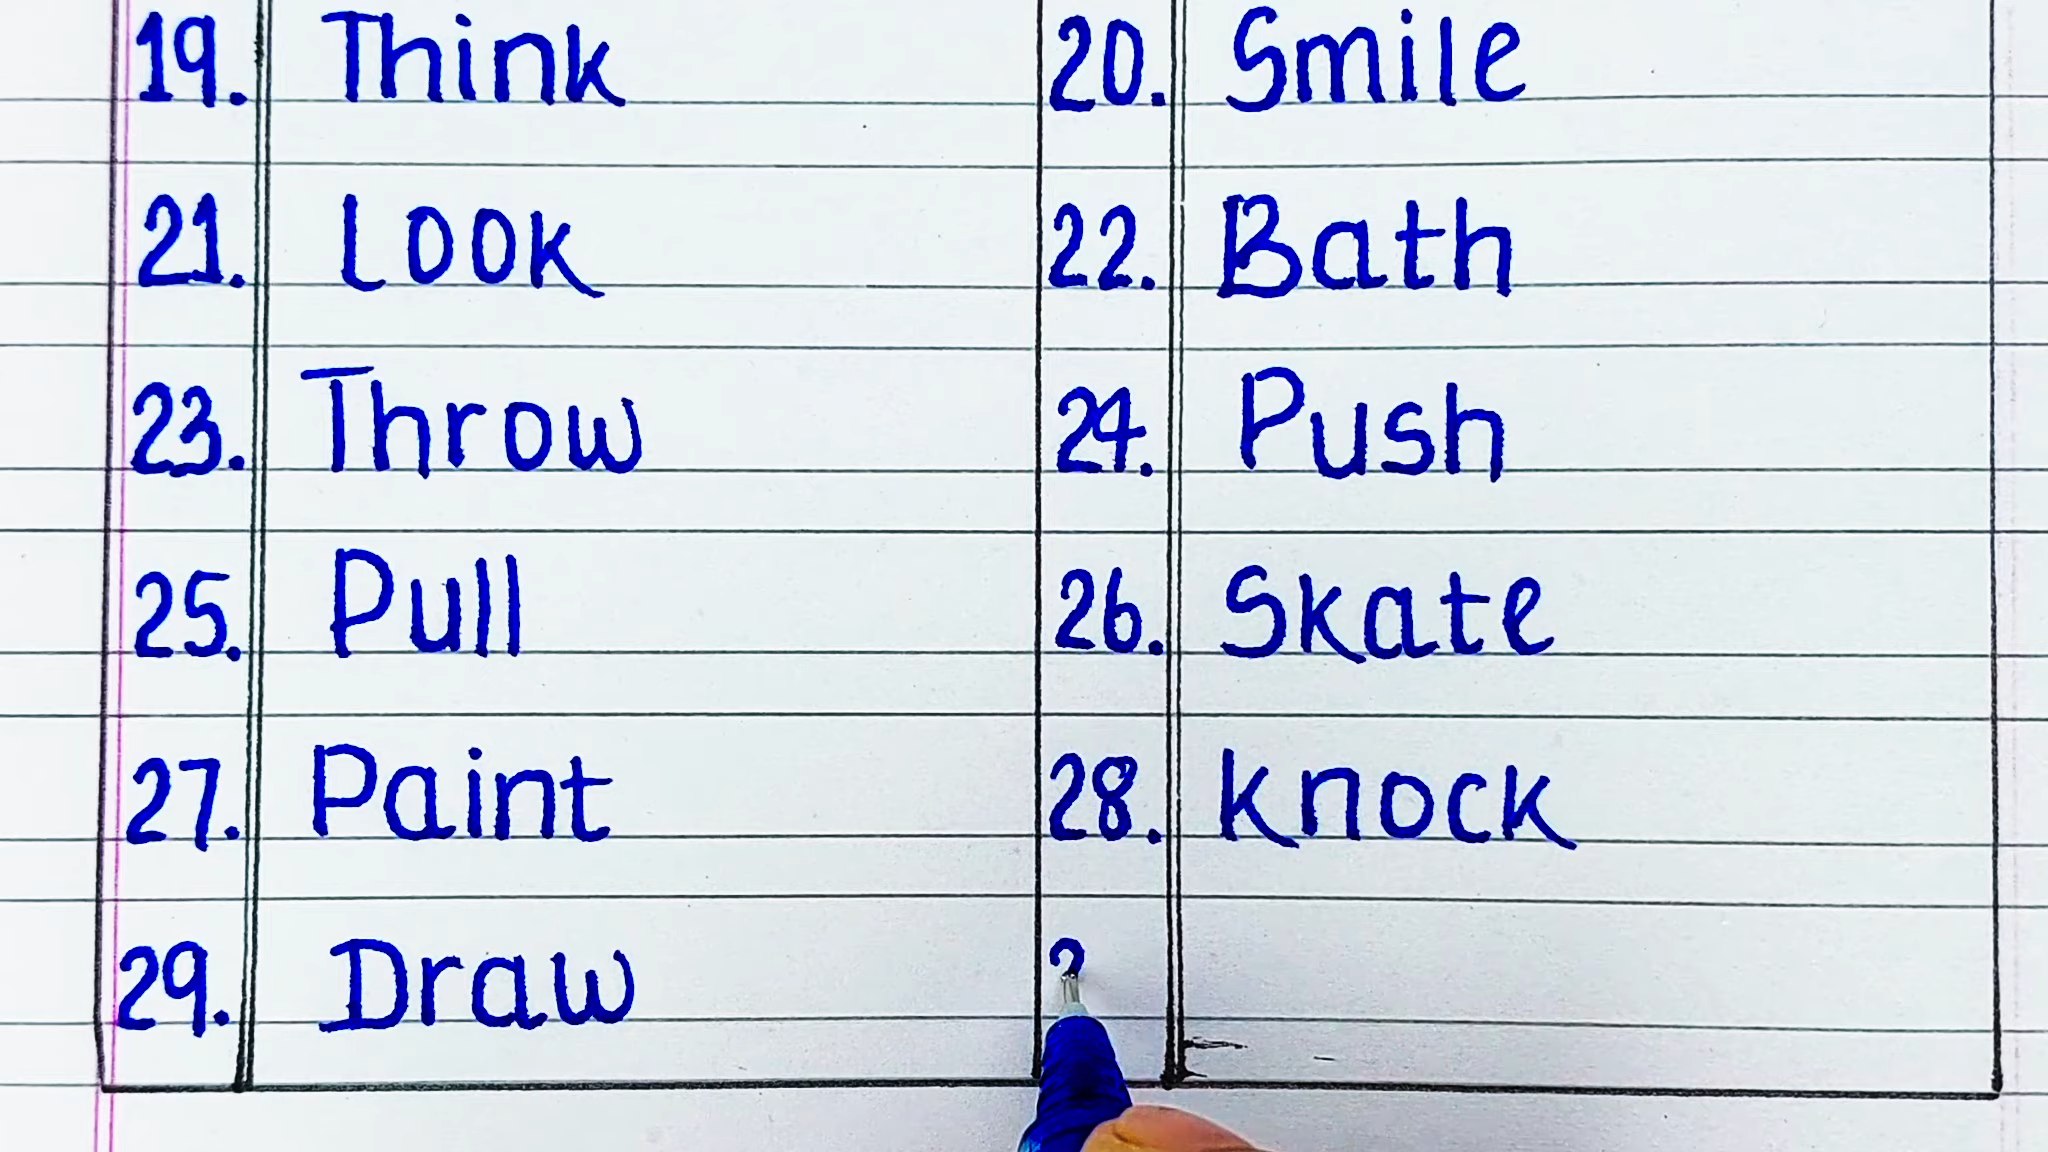 19. Think 20. Smile
21. Look 22. Bath
23. Throw 24. Push
25. Pull 26. Skate
27. Paint 28. Knock
29. Draw